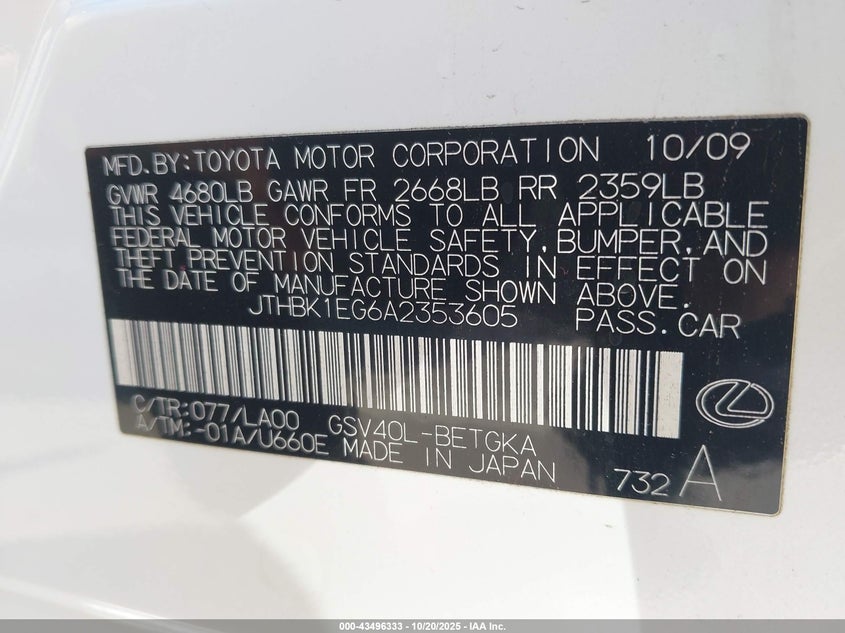 MFD.BY:TOYOTA MOTOR CORPORATION 10/09
GVWR 4680LB GAWR FR 2668LB RR 2359LB
THIS VEHICLE CONFORMS TO ALL APPLICABLE
FEDERAL MOTOR VEHICLE SAFETY,BUMPER,AND
THEFT PREVENTION STANDARDS IN EFFECT ON
THE DATE OF MANUFACTURE SHOWN ABOVE.
JTHBK1EG6A2353605 PASS.CAR
C/TR:077/LA00 GSV40L-BETGKA
A/TM:-01A/U660E MADE IN JAPAN
732 A
000-43496333 - 10/20/2025 - IAA Inc.